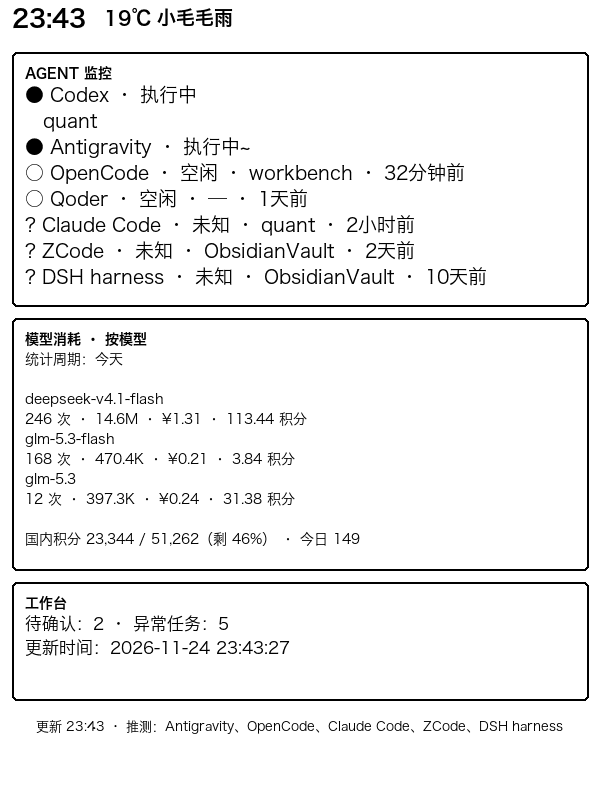 23:43 19℃ 小毛毛雨
AGENT 监控
● Codex · 执行中
quant
● Antigravity · 执行中~
○ OpenCode · 空闲 · workbench · 32分钟前
○ Qoder · 空闲 · — · 1天前
? Claude Code · 未知 · quant · 2小时前
? ZCode · 未知 · ObsidianVault · 2天前
? DSH harness · 未知 · ObsidianVault · 10天前
模型消耗 · 按模型
统计周期：今天
deepseek-v4.1-flash
246 次 · 14.6M · ¥1.31 · 113.44 积分
glm-5.3-flash
168 次 · 470.4K · ¥0.21 · 3.84 积分
glm-5.3
12 次 · 397.3K · ¥0.24 · 31.38 积分
国内积分 23,344 / 51,262（剩 46%） · 今日 149
工作台
待确认：2 · 异常任务：5
更新时间：2026-11-24 23:43:27
更新 23:43 · 推测：Antigravity、OpenCode、Claude Code、ZCode、DSH harness